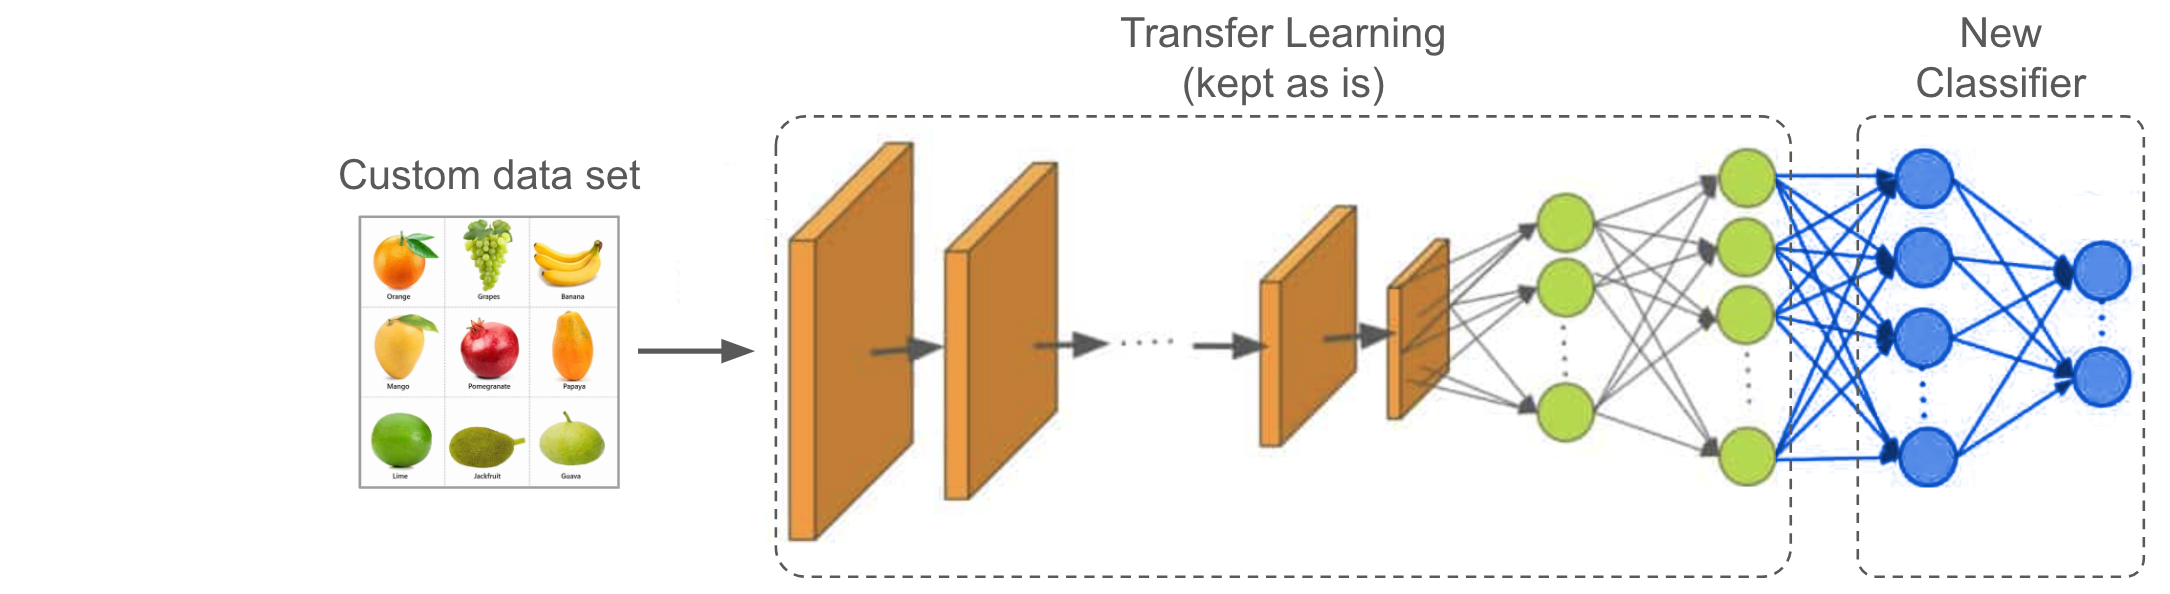 Transfer Learning
(kept as is)
New
Classifier
Custom data set
Orange
Grapes
Banana
Mango
Pomegranate
Papaya
Lime
Jackfruit
Guava